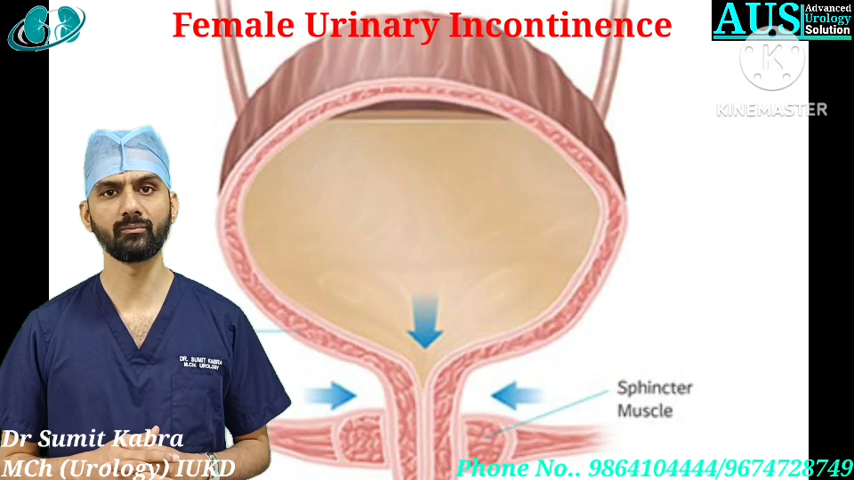 Female Urinary Incontinence
AUS Advanced
Urology
Solution
KINEMASTER
DR. SUMIT KABRA
M.CH. UROLOGY
Sphincter
Muscle
Dr Sumit Kabra
MCh (Urology) IUKD
Phone No.. 9864104444/9674728749